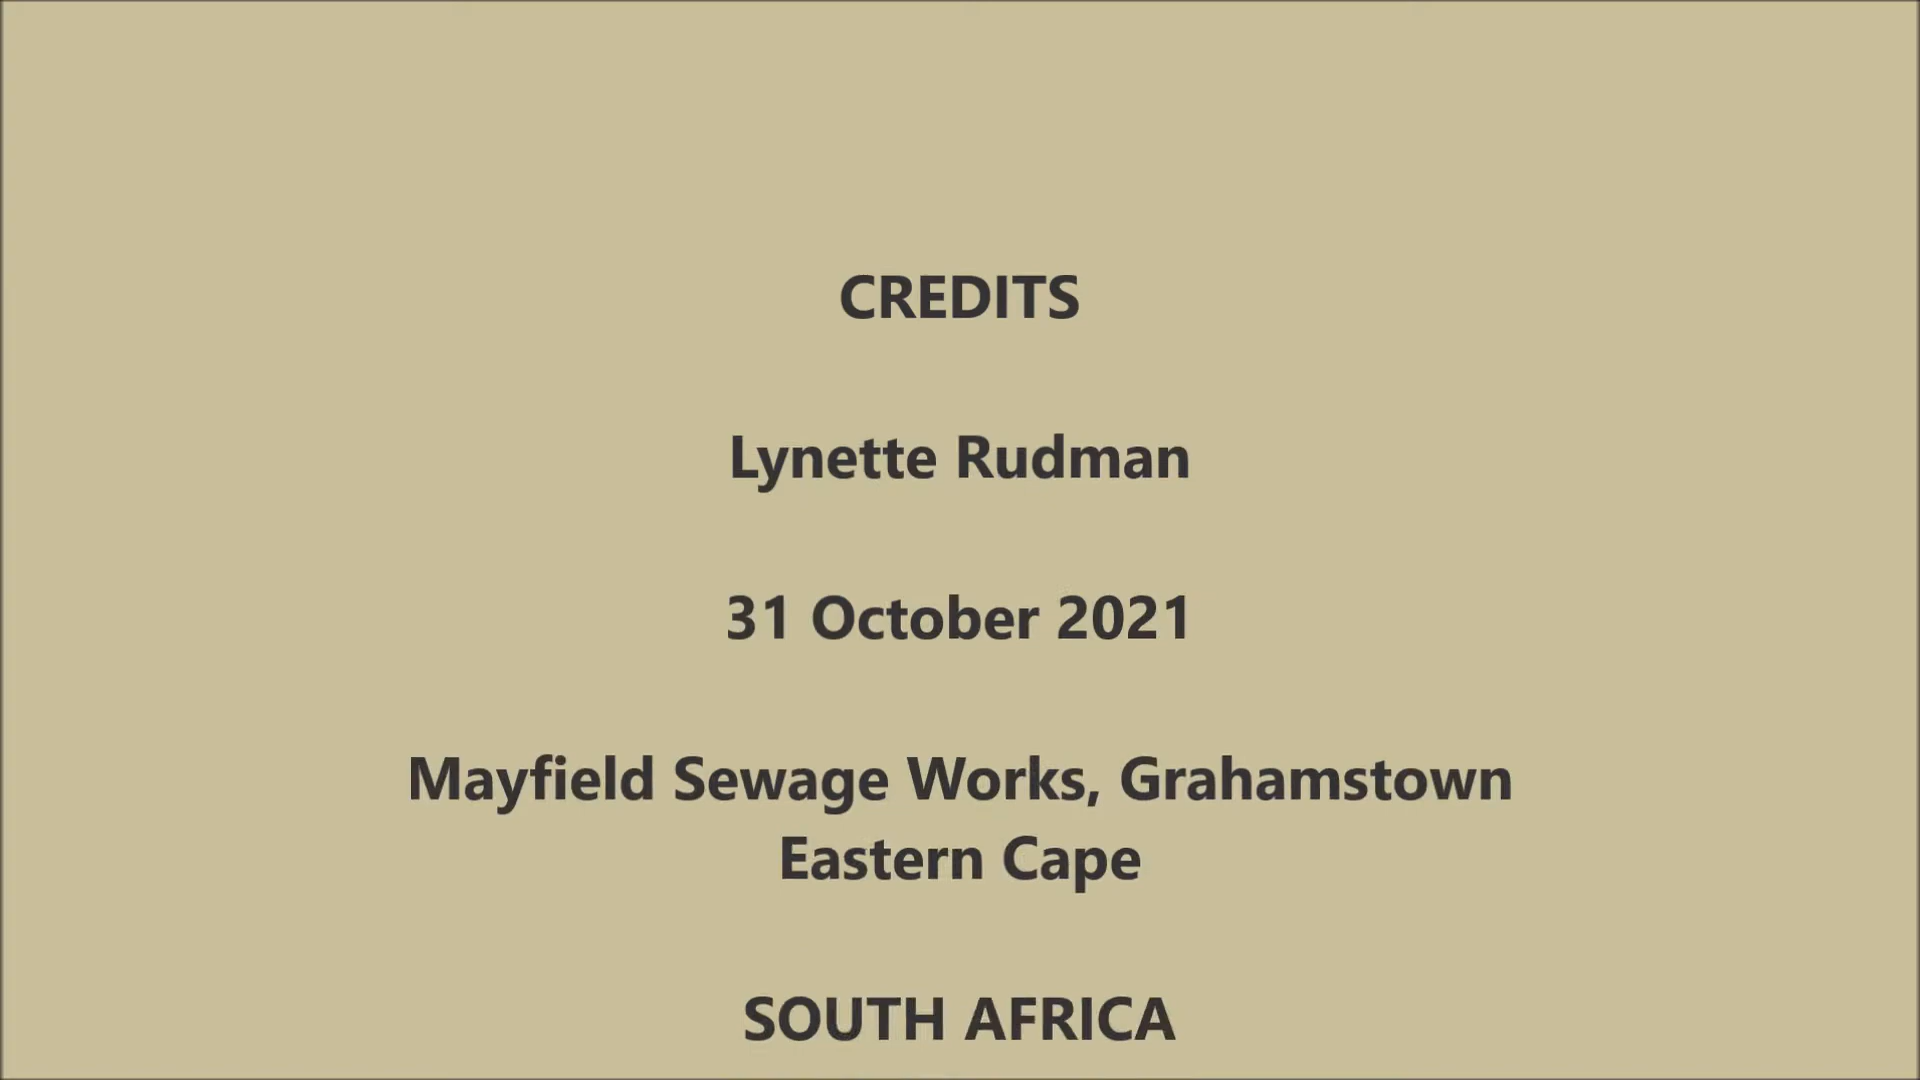 CREDITS
Lynette Rudman
31 October 2021
Mayfield Sewage Works, Grahamstown
Eastern Cape
SOUTH AFRICA